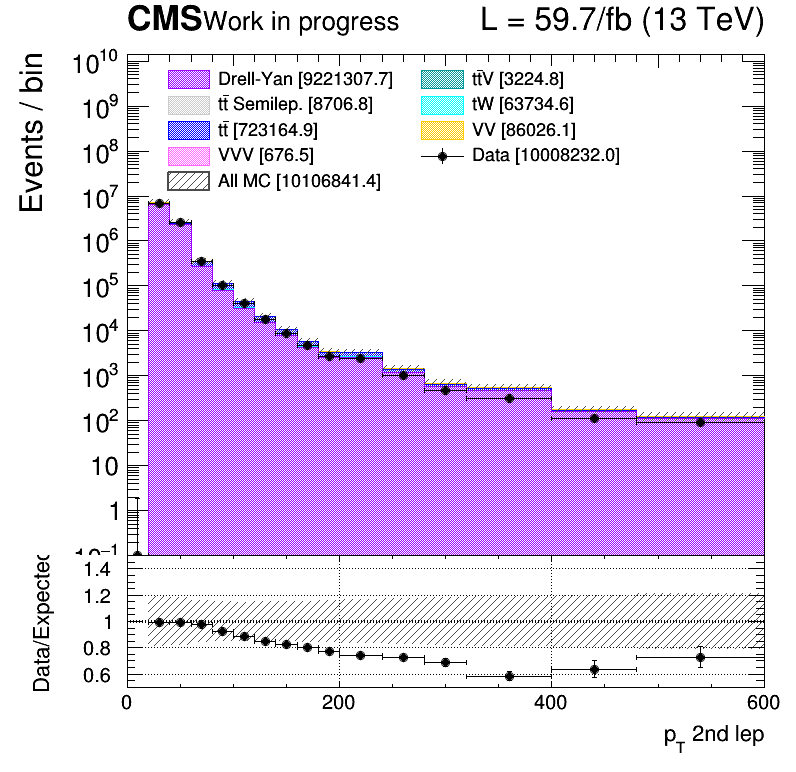 CMS Work in progress L = 59.7/fb (13 TeV)
Events / bin
10^10
10^9
10^8
10^7
10^6
10^5
10^4
10^3
10^2
10
1
10^−1
Drell-Yan [9221307.7]
tt̄ Semilep. [8706.8]
tt̄ [723164.9]
VVV [676.5]
All MC [10106841.4]
tt̄V [3224.8]
tW [63734.6]
VV [86026.1]
Data [10008232.0]
Data/Expected
1.4
1.2
1
0.8
0.6
0 200 400 600
p_T 2nd lep